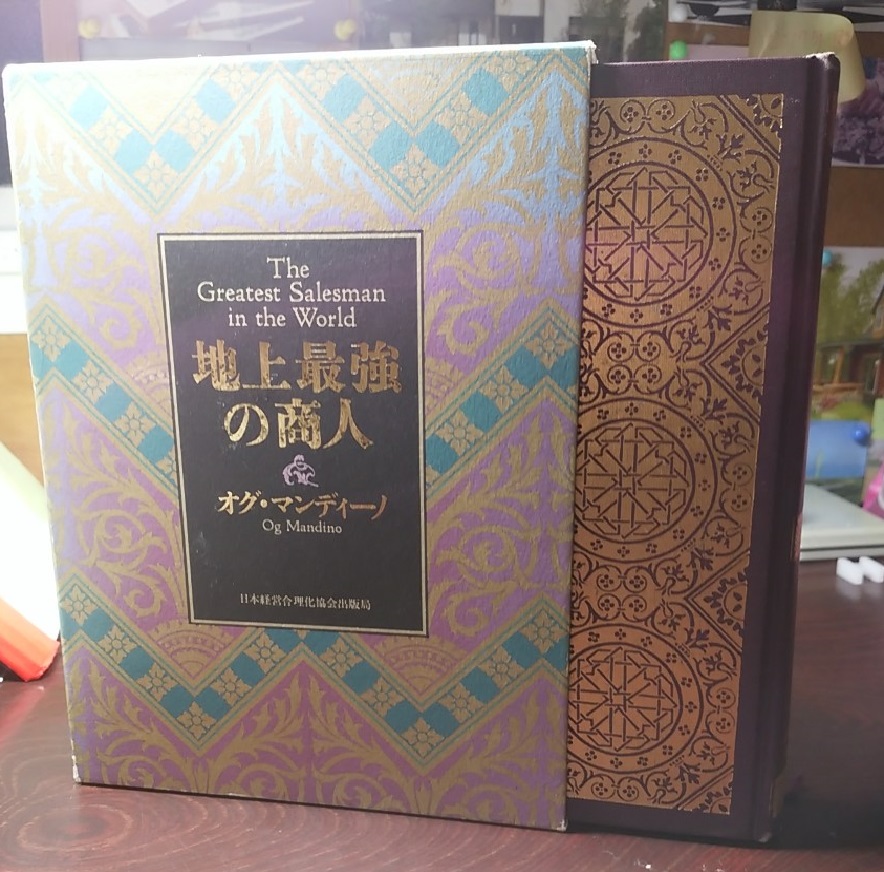 The
Greatest Salesman
in the World
地上最強
の商人
オグ・マンディーノ
Og Mandino
日本経営合理化協会出版局